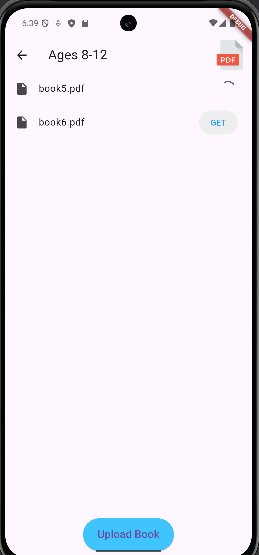 6:39
DEBUG
Ages 8-12
PDF
book5.pdf
book6.pdf
GET
Upload Book